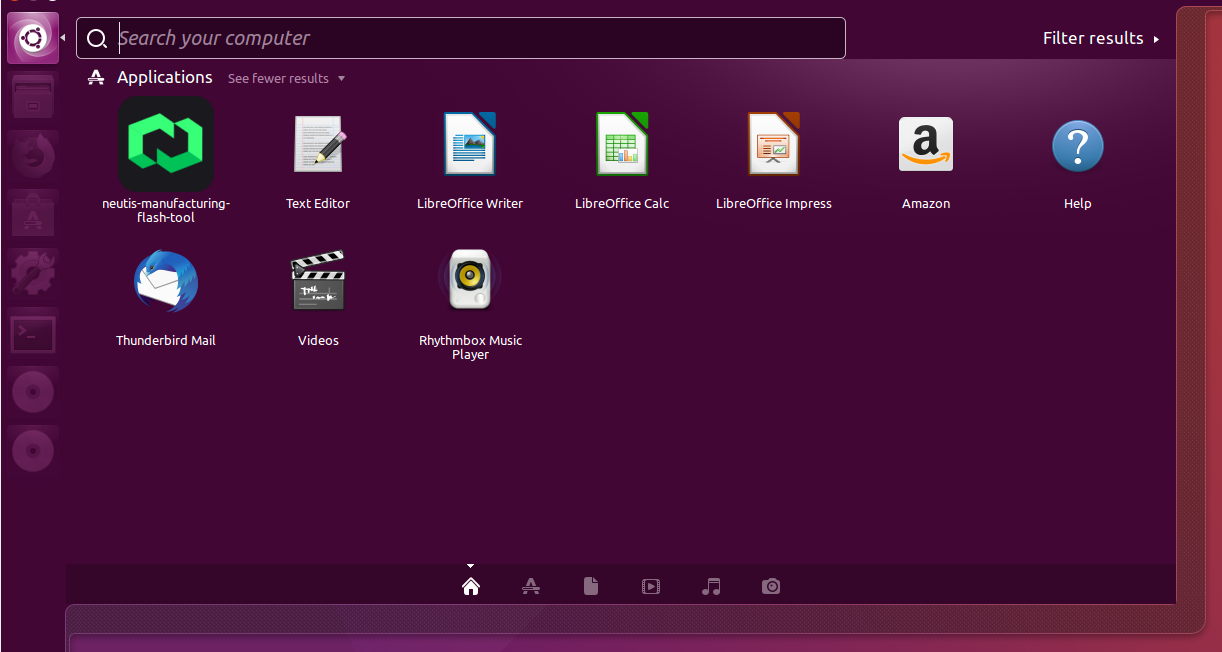 Search your computer
Filter results
Applications See fewer results
neutis-manufacturing-
flash-tool
Text Editor
LibreOffice Writer
LibreOffice Calc
LibreOffice Impress
a
Amazon
?
Help
Thunderbird Mail
Videos
Rhythmbox Music
Player